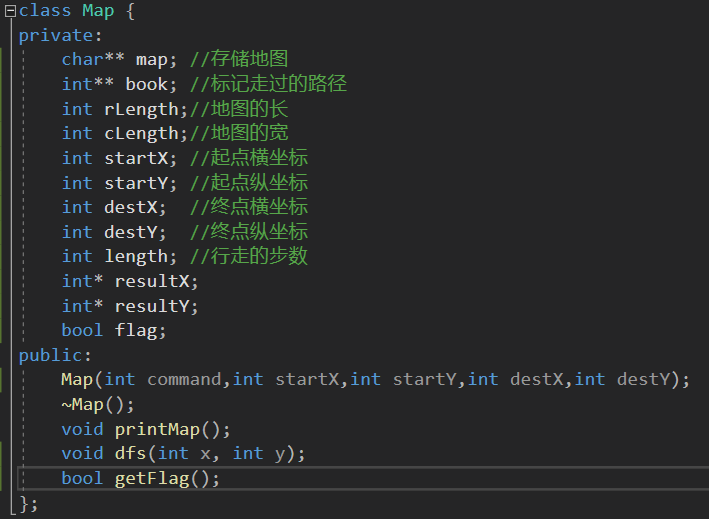 class Map {
private:
char** map; //存储地图
int** book; //标记走过的路径
int rLength;//地图的长
int cLength;//地图的宽
int startX; //起点横坐标
int startY; //起点纵坐标
int destX;  //终点横坐标
int destY;  //终点纵坐标
int length; //行走的步数
int* resultX;
int* resultY;
bool flag;
public:
Map(int command,int startX,int startY,int destX,int destY);
~Map();
void printMap();
void dfs(int x, int y);
bool getFlag();
};